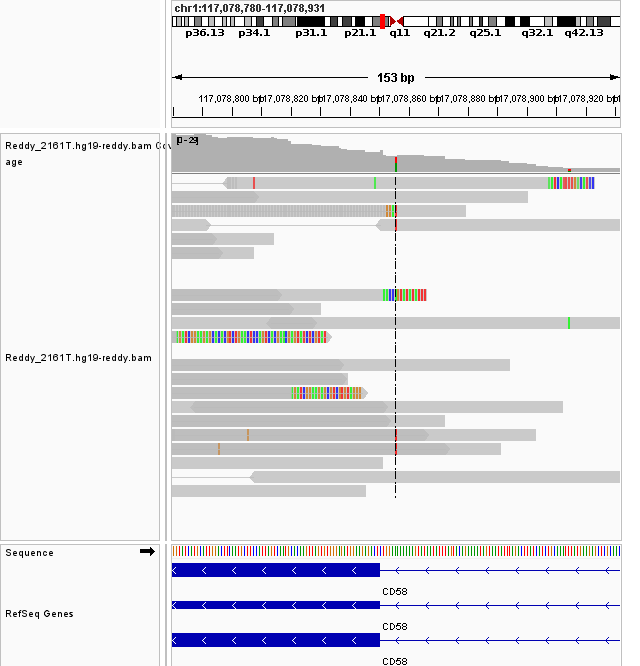 chr1:117,078,780-117,078,931
p36.13 p34.1 p31.1 p21.1 q11 q21.2 q25.1 q32.1 q42.13
153 bp
117,078,800 bp 117,078,820 bp 117,078,840 bp 117,078,860 bp 117,078,880 bp 117,078,900 bp 117,078,920 bp
Reddy_2161T.hg19-reddy.bam Cov
age
[0-29]
Reddy_2161T.hg19-reddy.bam
Sequence
CD58
RefSeq Genes
CD58
CD58